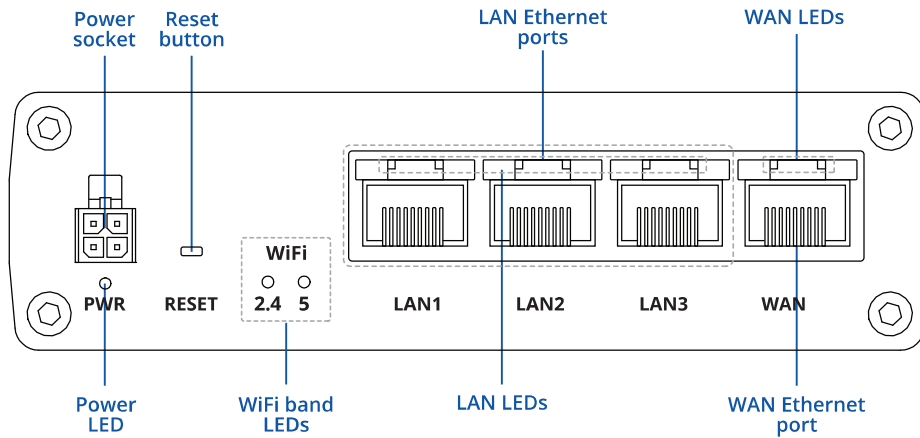 Power
socket
Reset
button
LAN Ethernet
ports
WAN LEDs
WiFi
2.4 5
PWR
RESET
LAN1
LAN2
LAN3
WAN
Power
LED
WiFi band
LEDs
LAN LEDs
WAN Ethernet
port